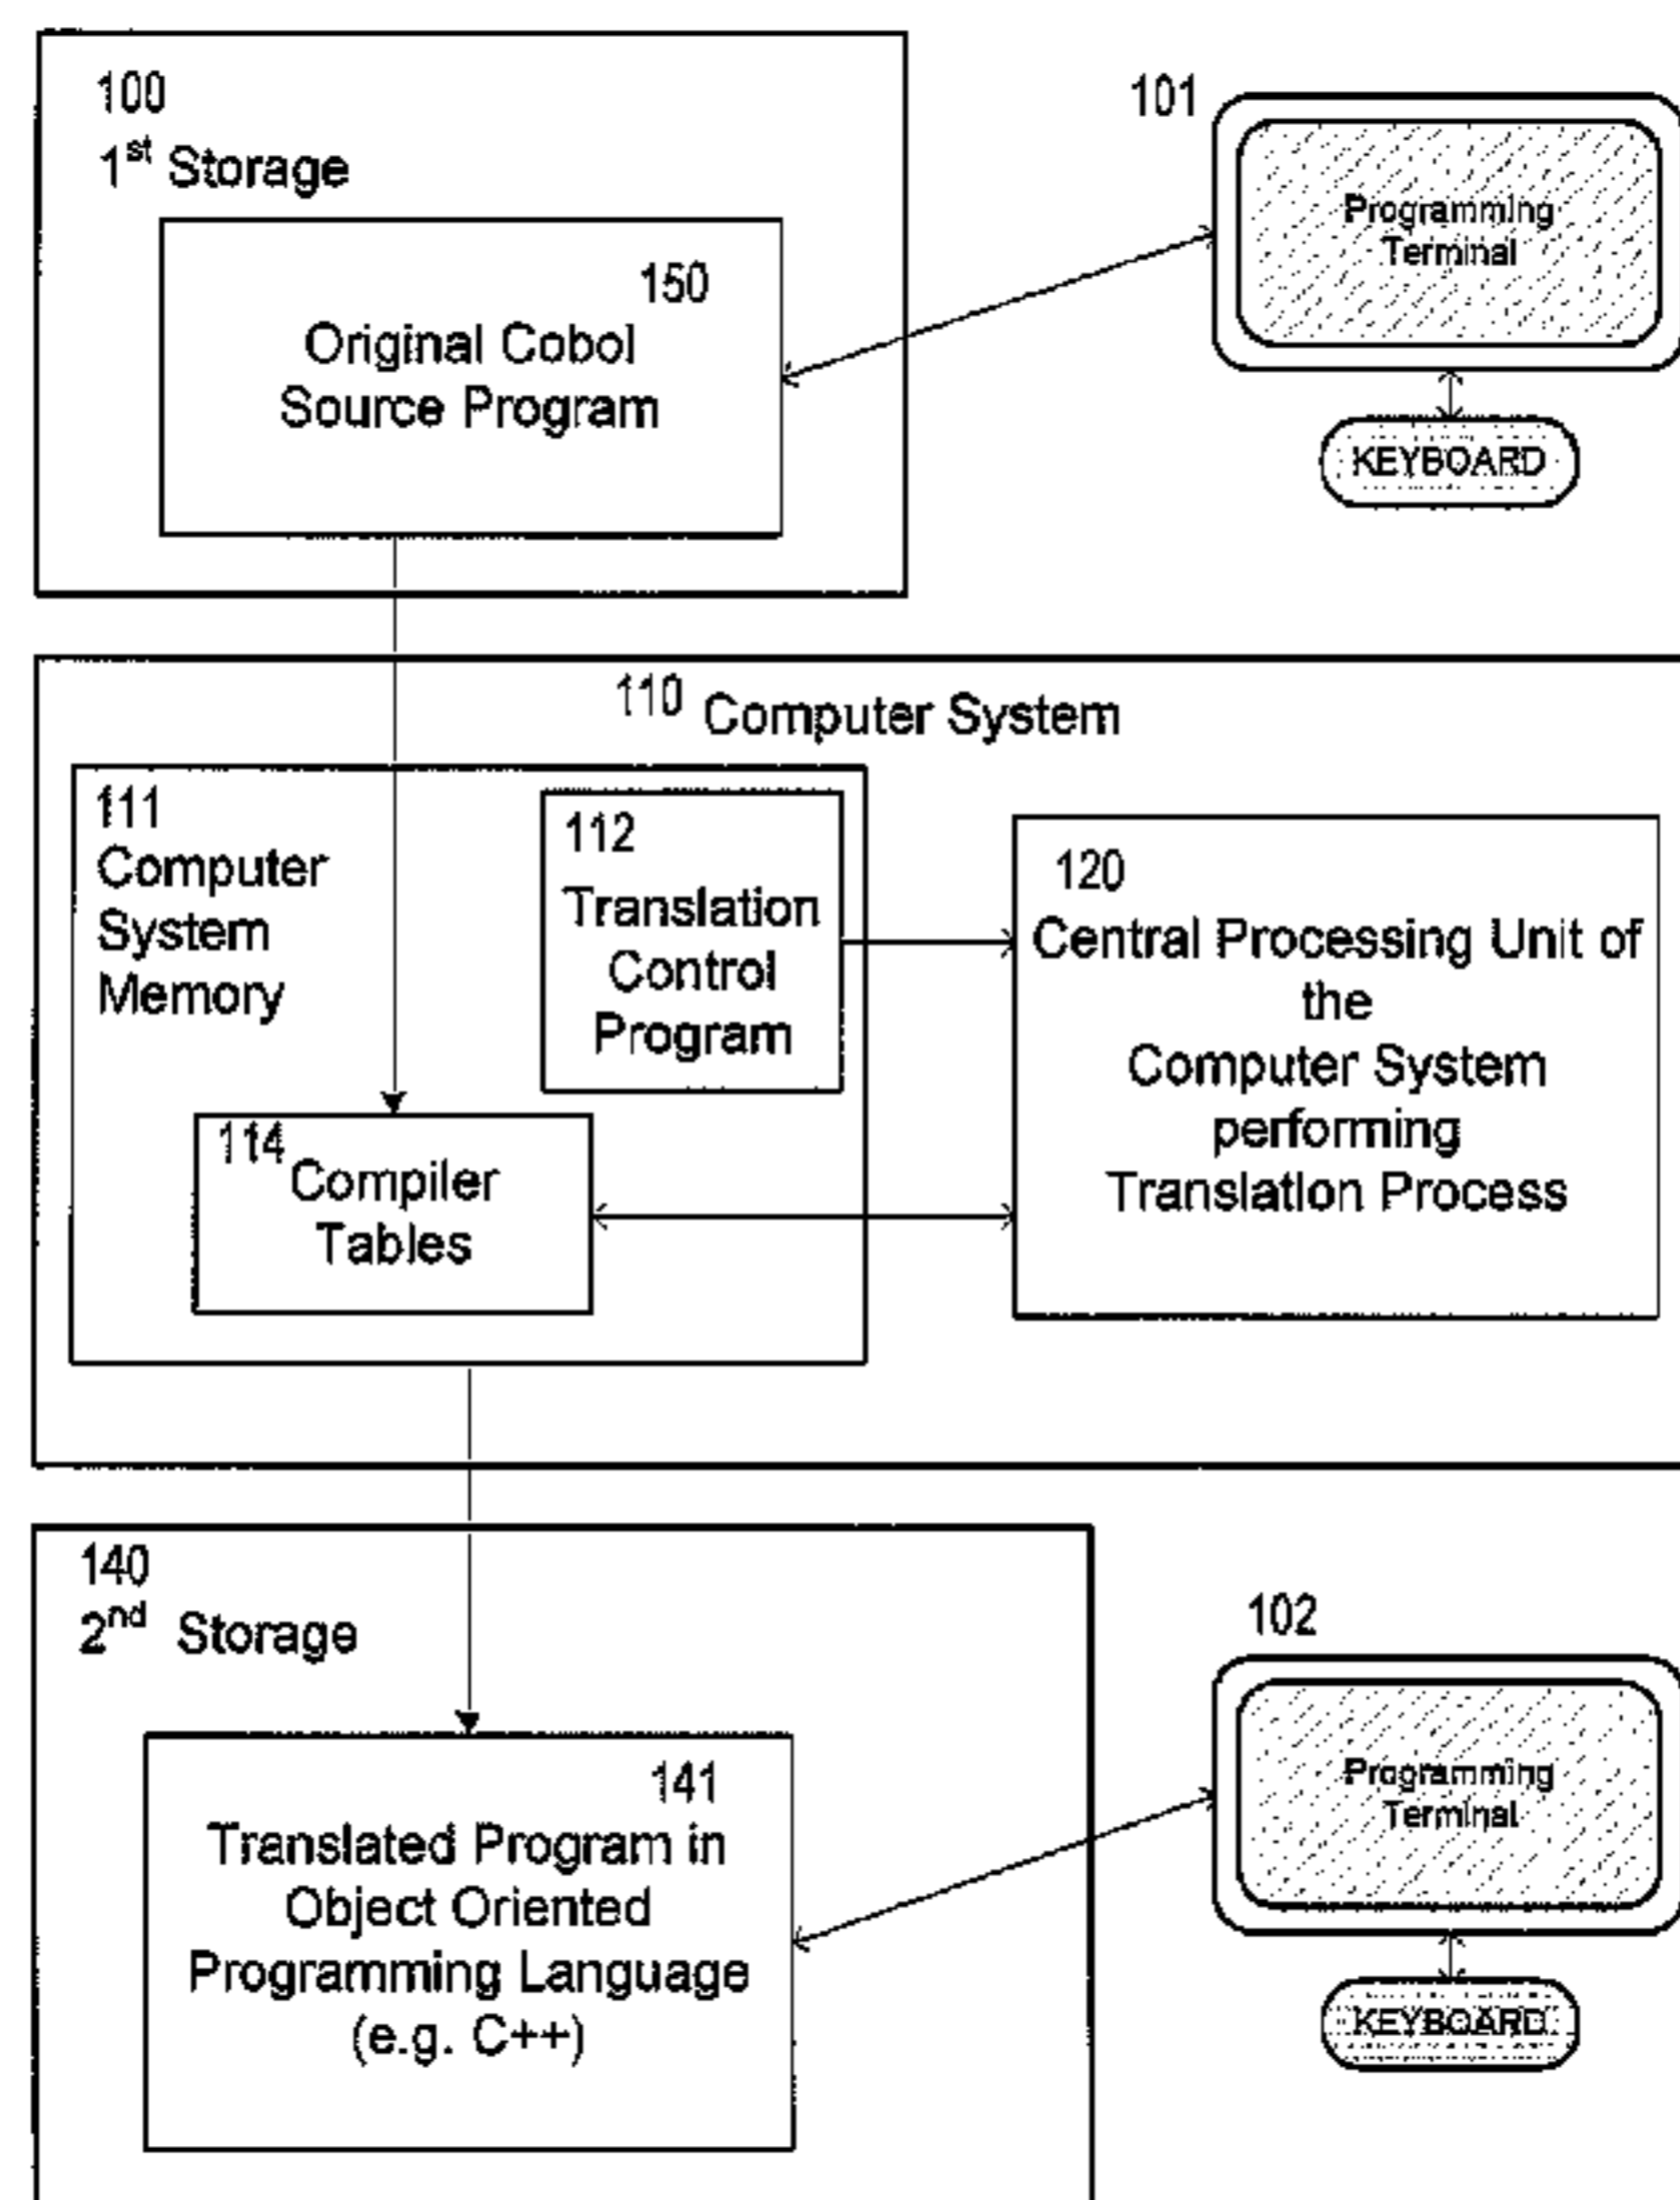 100
1st Storage
150
Original Cobol
Source Program
101
Programming
Terminal
KEYBOARD
110 Computer System
111
Computer
System
Memory
112
Translation
Control
Program
120
Central Processing Unit of
the
Computer System
performing
Translation Process
114
Compiler
Tables
140
2nd Storage
141
Translated Program in
Object Oriented
Programming Language
(e.g. C++)
102
Programming
Terminal
KEYBOARD